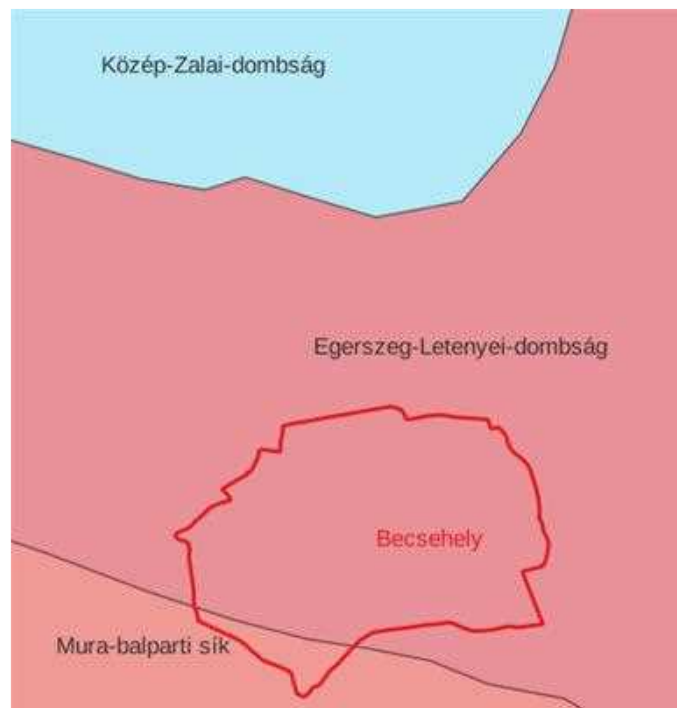 Közép-Zalai-dombság
Egerszeg-Letenyei-dombság
Becsehely
Mura-balparti sík